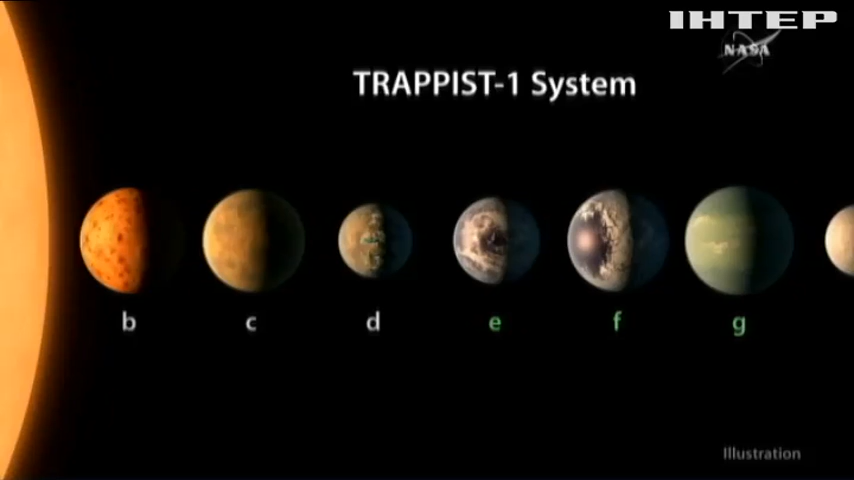 ІНТЕР
NASA
TRAPPIST-1 System
b c d e f g
Illustration